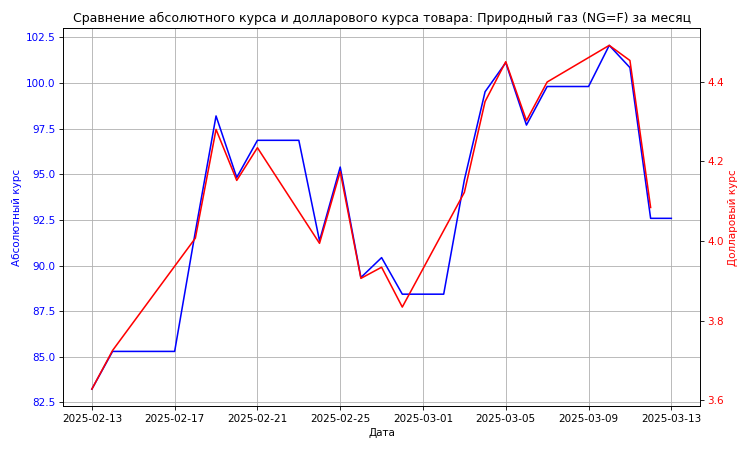 Сравнение абсолютного курса и долларового курса товара: Природный газ (NG=F) за месяц
102.5
100.0
97.5
95.0
92.5
90.0
87.5
85.0
82.5
Абсолютный курс
4.4
4.2
4.0
3.8
3.6
Долларовый курс
2025-02-13 2025-02-17 2025-02-21 2025-02-25 2025-03-01 2025-03-05 2025-03-09 2025-03-13
Дата